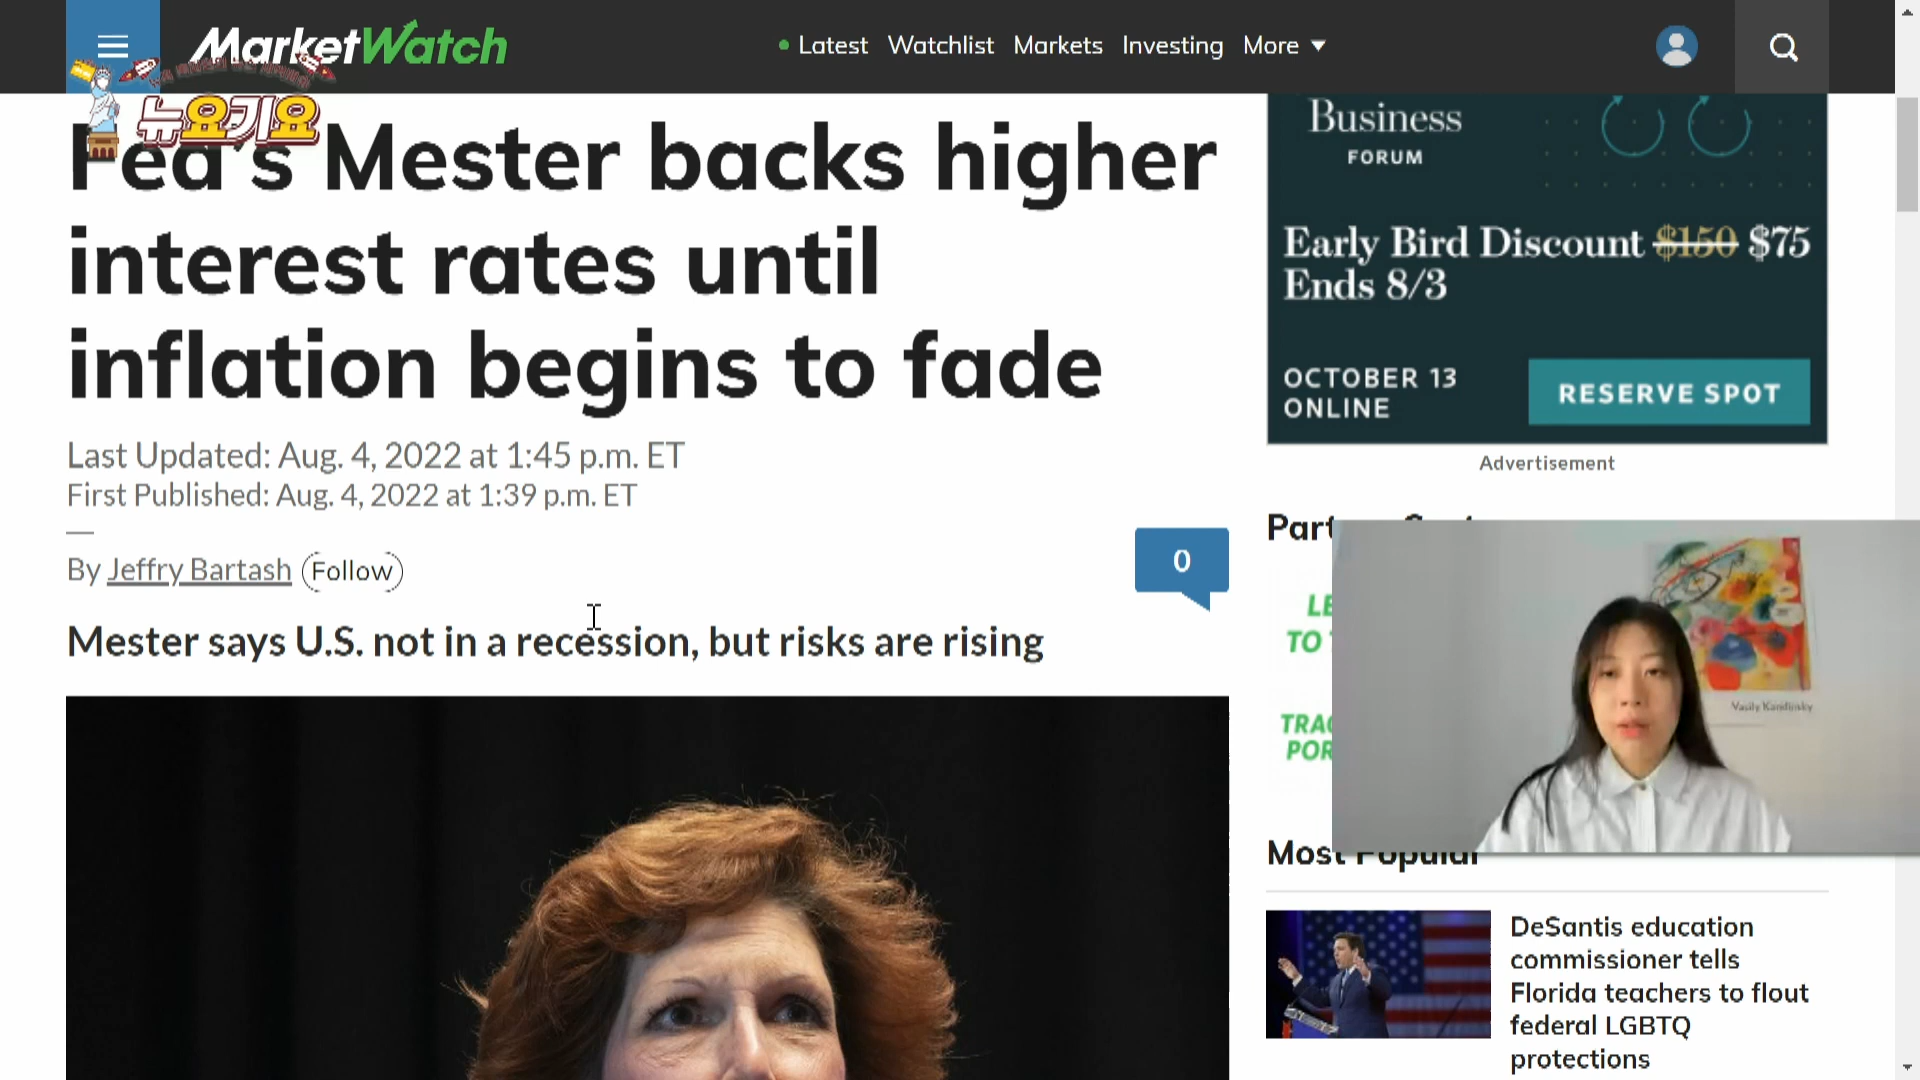 MarketWatch
Latest Watchlist Markets Investing More
뉴요기요
Fed's Mester backs higher
interest rates until
inflation begins to fade
Last Updated: Aug. 4, 2022 at 1:45 p.m. ET
First Published: Aug. 4, 2022 at 1:39 p.m. ET
By Jeffry Bartash Follow
0
Mester says U.S. not in a recession, but risks are rising
Business
FORUM
Early Bird Discount $150 $75
Ends 8/3
OCTOBER 13
ONLINE
RESERVE SPOT
Advertisement
TO
Vasily Kandinsky
Most Popular
DeSantis education
commissioner tells
Florida teachers to flout
federal LGBTQ
protections